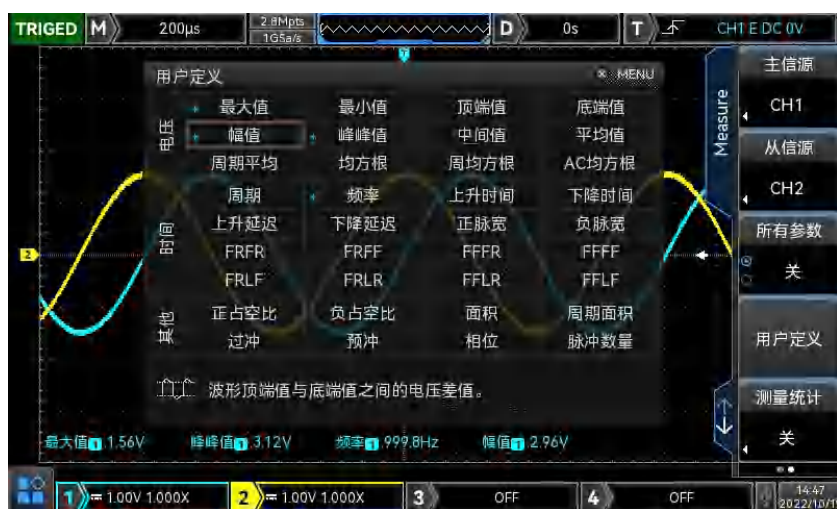 TRIGED M 200μs 2.8Mpts D 0s T CH1 E DC 0V
1GSa/s
用户定义 MENU
电压
最大值 最小值 顶端值 底端值
幅值 峰峰值 中间值 平均值
周期平均 均方根 周均方根 AC均方根
时间
周期 频率 上升时间 下降时间
上升延迟 下降延迟 正脉宽 负脉宽
FRFR FRFF FFFR FFFF
FRLF FRLR FFLR FFLF
其他
正占空比 负占空比 面积 周期面积
过冲 预冲 相位 脉冲数量
波形顶端值与底端值之间的电压差值。
2
最大值1 1.56V 峰峰值1 3.12V 频率1 999.8Hz 幅值1 2.96V
Measure
主信源
CH1
从信源
CH2
所有参数
关
用户定义
测量统计
关
1 1.00V 1.000X 2 1.00V 1.000X 3 OFF 4 OFF
14:47